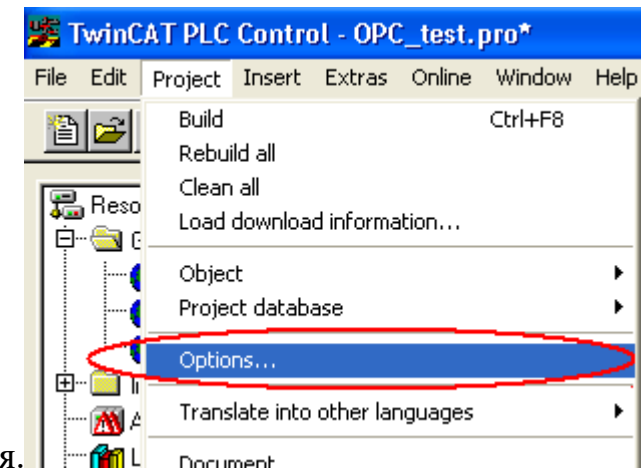 TwinCAT PLC Control - OPC_test.pro*
File Edit Project Insert Extras Online Window Help
Build Ctrl+F8
Rebuild all
Clean all
Load download information...
Object
Project database
Options...
Translate into other languages
Document
я.